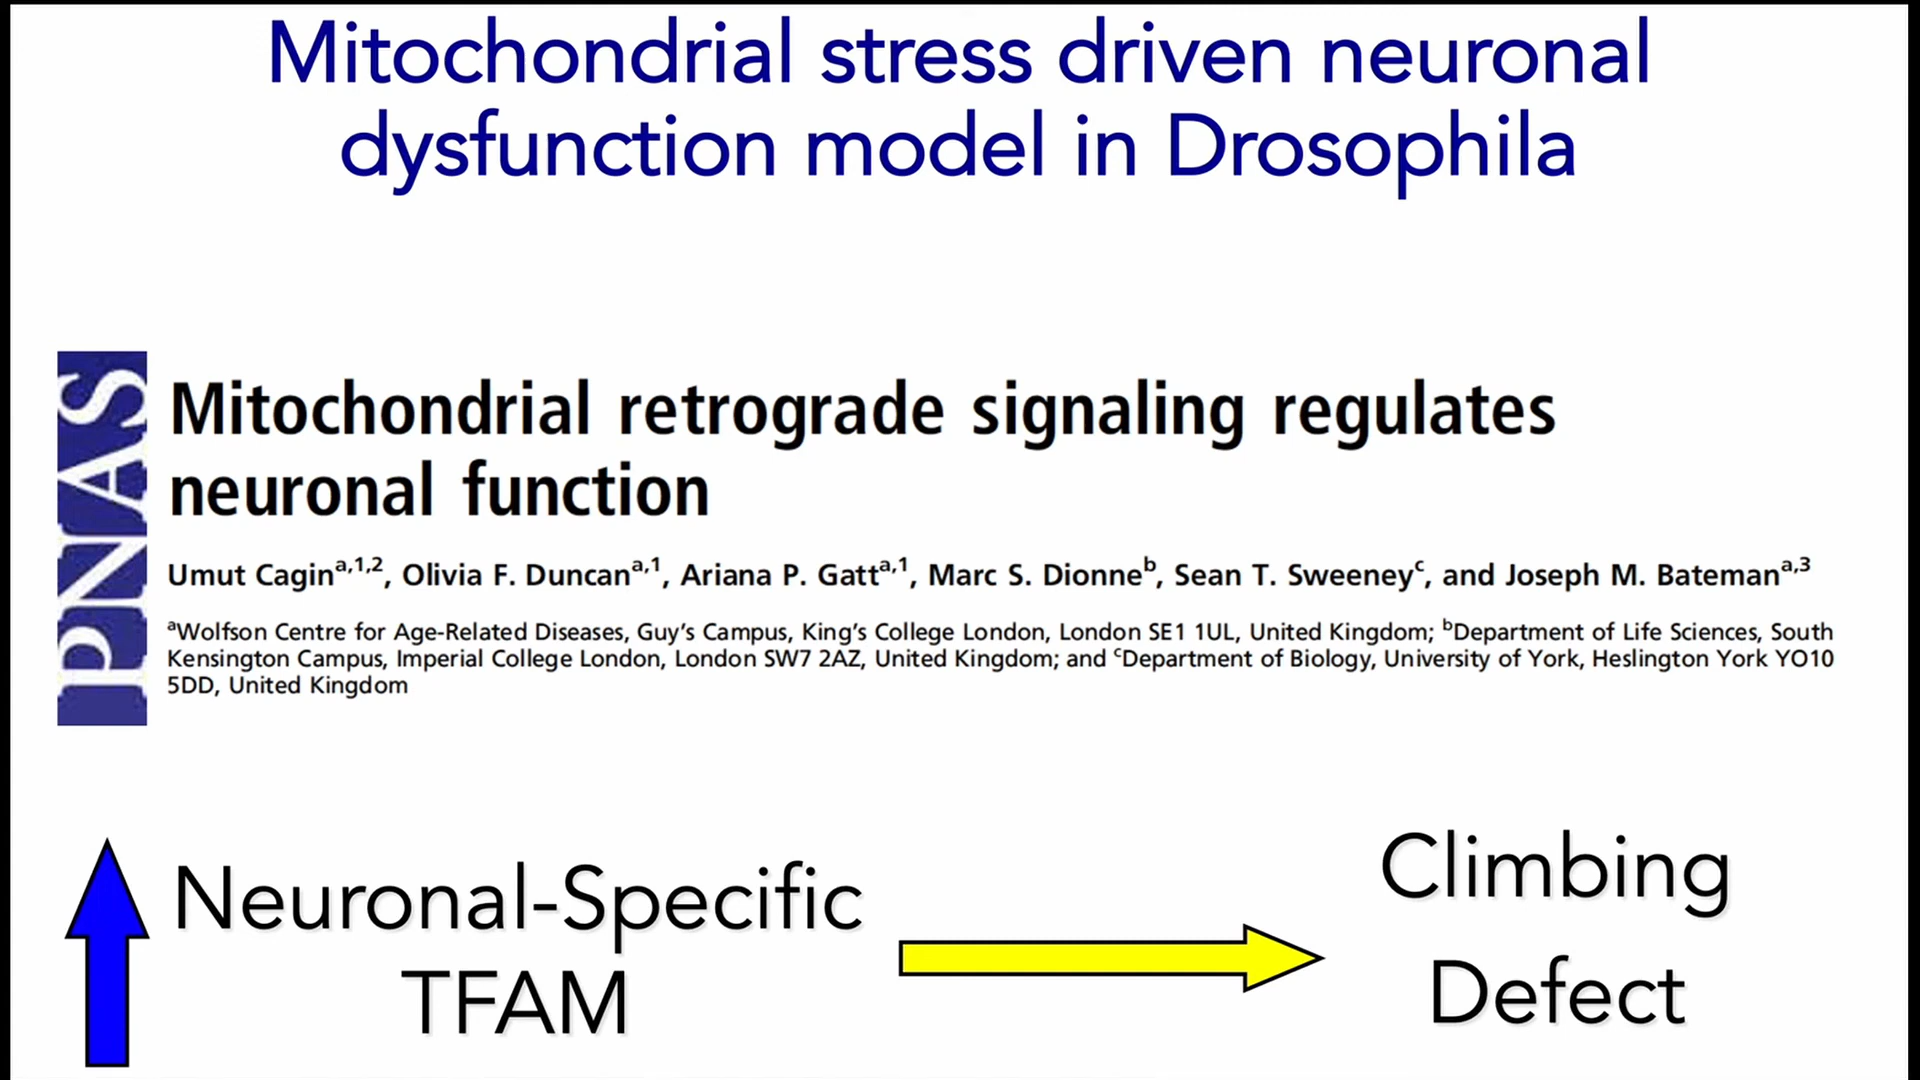 Mitochondrial stress driven neuronal
dysfunction model in Drosophila
PNAS
Mitochondrial retrograde signaling regulates
neuronal function
Umut Cagina,1,2, Olivia F. Duncana,1, Ariana P. Gatta,1, Marc S. Dionneb, Sean T. Sweeneyc, and Joseph M. Batemana,3
aWolfson Centre for Age-Related Diseases, Guy's Campus, King's College London, London SE1 1UL, United Kingdom; bDepartment of Life Sciences, South
Kensington Campus, Imperial College London, London SW7 2AZ, United Kingdom; and cDepartment of Biology, University of York, Heslington York YO10
5DD, United Kingdom
Neuronal-Specific
TFAM
Climbing
Defect